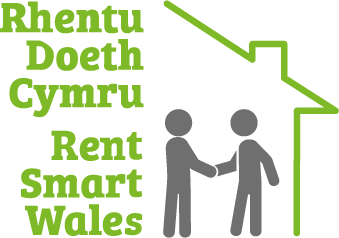 Rhentu
Doeth
Cymru
Rent
Smart
Wales